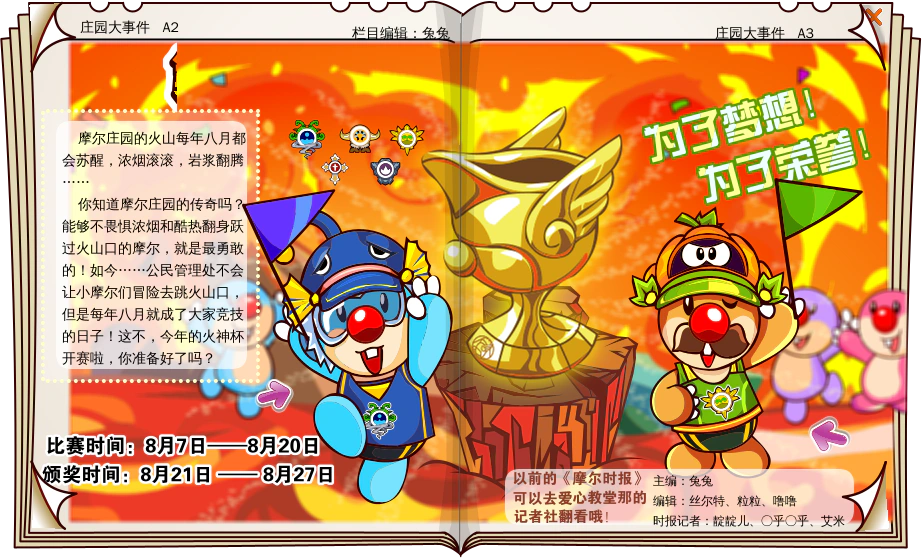 庄园大事件 A2
栏目编辑：兔兔
庄园大事件 A3
摩尔庄园的火山每年八月都
会苏醒，浓烟滚滚，岩浆翻腾
……
你知道摩尔庄园的传奇吗？
能够不畏惧浓烟和酷热翻身跃
过火山口的摩尔，就是最勇敢
的！如今……公民管理处不会
让小摩尔们冒险去跳火山口，
但是每年八月就成了大家竞技
的日子！这不，今年的火神杯
开赛啦，你准备好了吗？
比赛时间：8月7日——8月20日
颁奖时间：8月21日 —— 8月27日
为了梦想！
为了荣誉！
以前的《摩尔时报》
可以去爱心教堂那的
记者社翻看哦！
主编：兔兔
编辑：丝尔特、粒粒、噜噜
时报记者：靛靛儿、〇乎〇乎、艾米